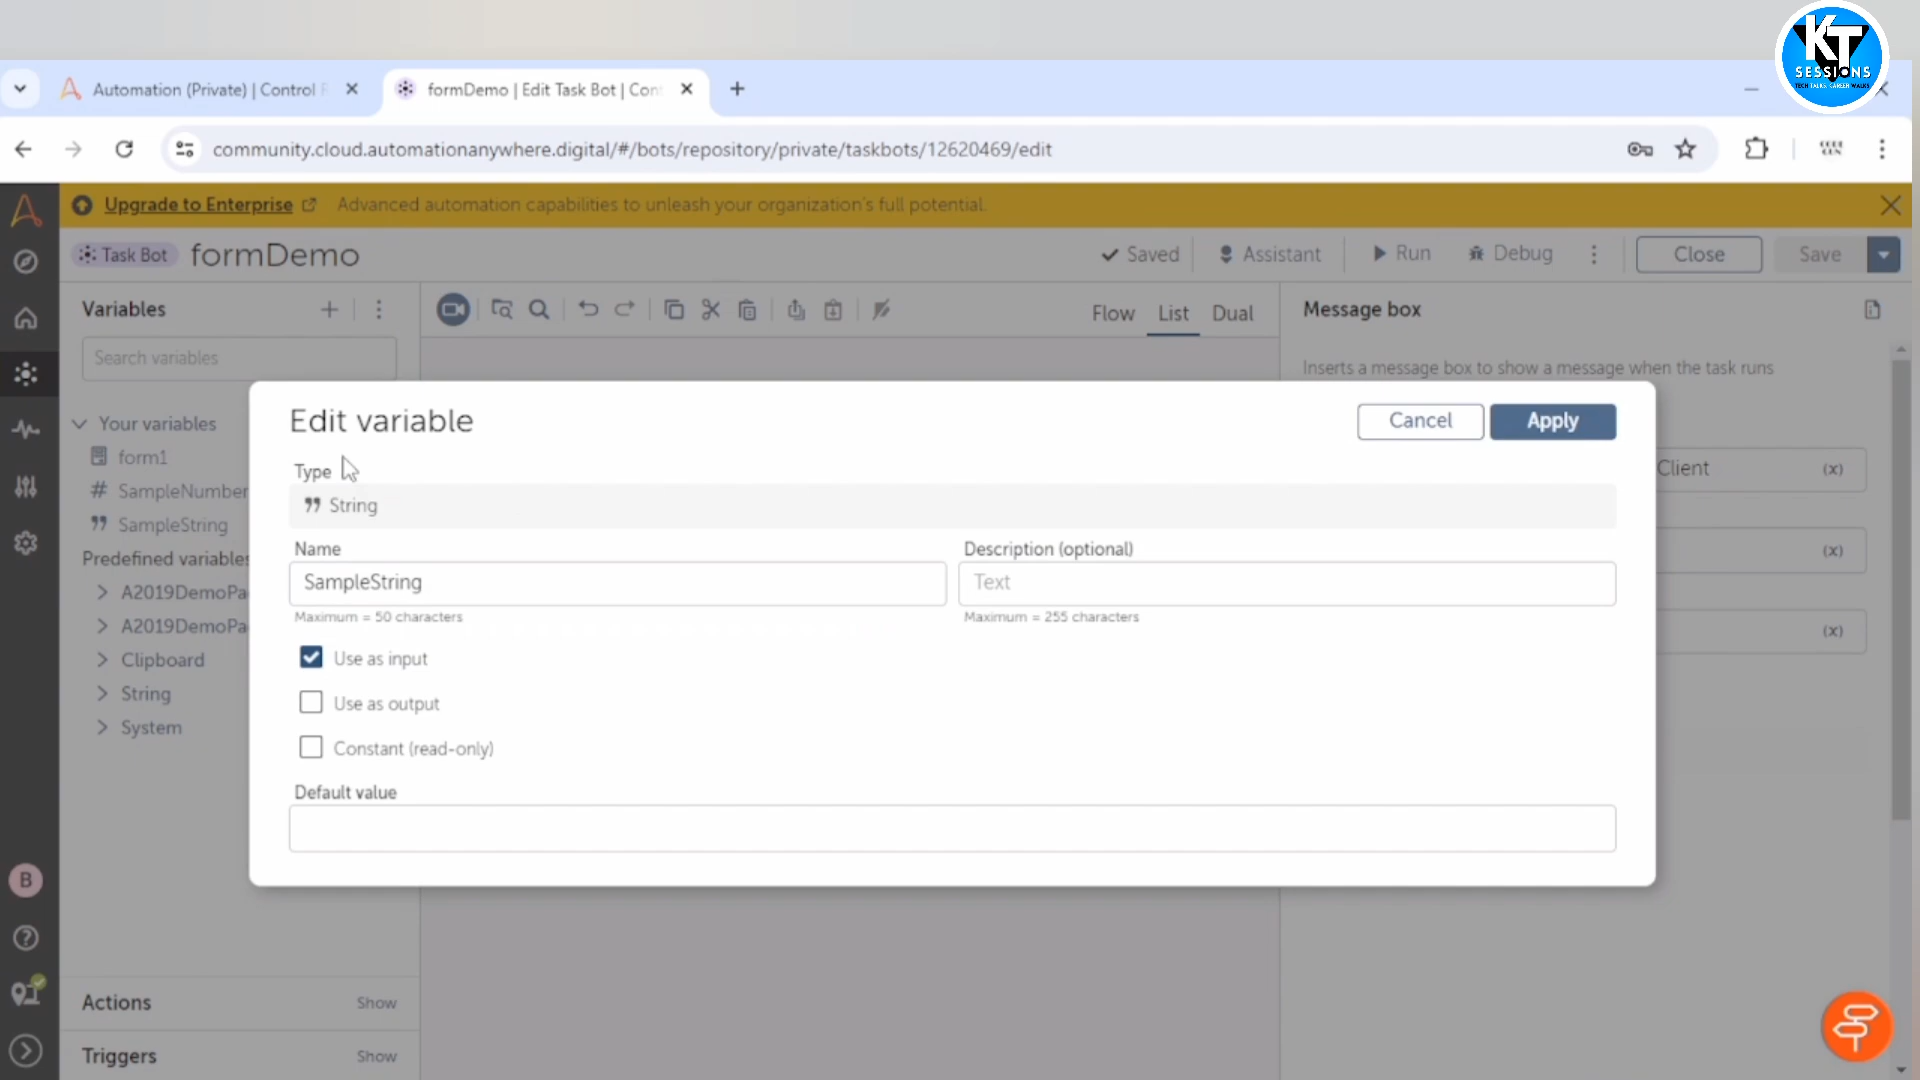 KT
SESSIONS
TECH TALKS. CAREER WALKS
Automation (Private) | Control R
formDemo | Edit Task Bot | Con
community.cloud.automationanywhere.digital/#/bots/repository/private/taskbots/12620469/edit
Upgrade to Enterprise
Advanced automation capabilities to unleash your organization's full potential.
Task Bot
formDemo
Saved
Assistant
Run
Debug
Close
Save
Variables
Flow
List
Dual
Message box
Search variables
Inserts a message box to show a message when the task runs
Your variables
form1
SampleNumber
SampleString
Predefined variables
A2019DemoPa
A2019DemoPa
Clipboard
String
System
Edit variable
Cancel
Apply
Type
String
Name
SampleString
Maximum = 50 characters
Description (optional)
Text
Maximum = 255 characters
Use as input
Use as output
Constant (read-only)
Default value
Client
(x)
(x)
(x)
B
Actions
Show
Triggers
Show